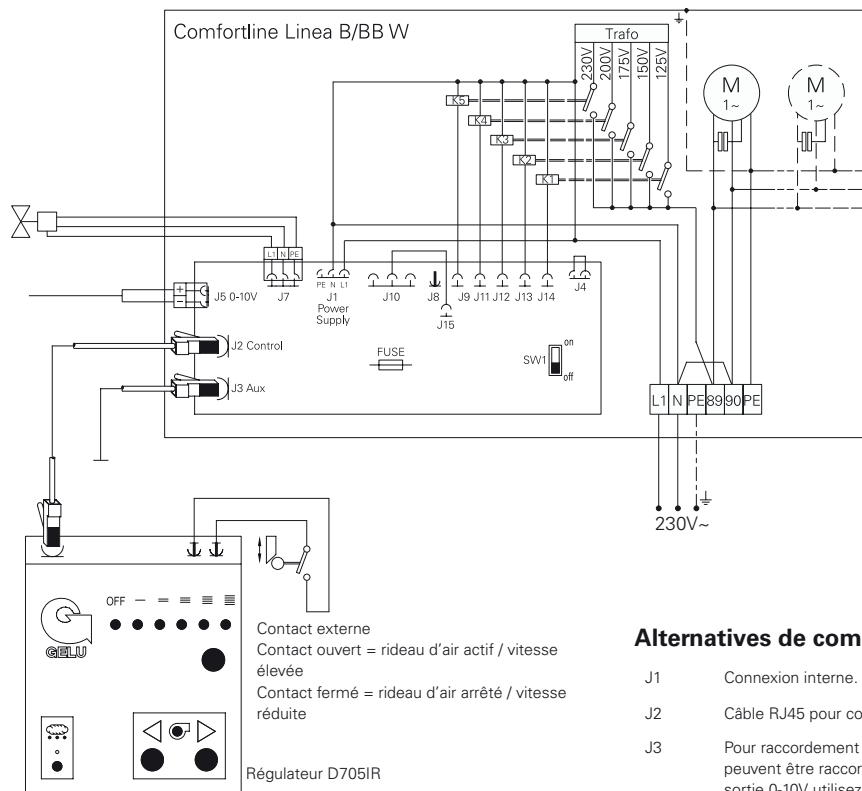 Comfortline Linea B/BB W
Trafo
230V
200V
175V
150V
125V
M
1~
M
1~
K5
K4
K3
K2
K1
L1 N PE
J5 0-10V
J7
PE N L1
J1
Power
Supply
J10
J8
J9 J11 J12 J13 J14
J4
J15
J2 Control
FUSE
SW1
on
off
J3 Aux
L1 N PE 89 90 PE
230V~
OFF
GELU
Contact externe
Contact ouvert = rideau d'air actif / vitesse
élevée
Contact fermé = rideau d'air arrêté / vitesse
réduite
Régulateur D705IR
Alternatives de com
J1 Connexion interne.
J2 Câble RJ45 pour co
J3 Pour raccordement
peuvent être raccor
sortie 0-10V utilisez